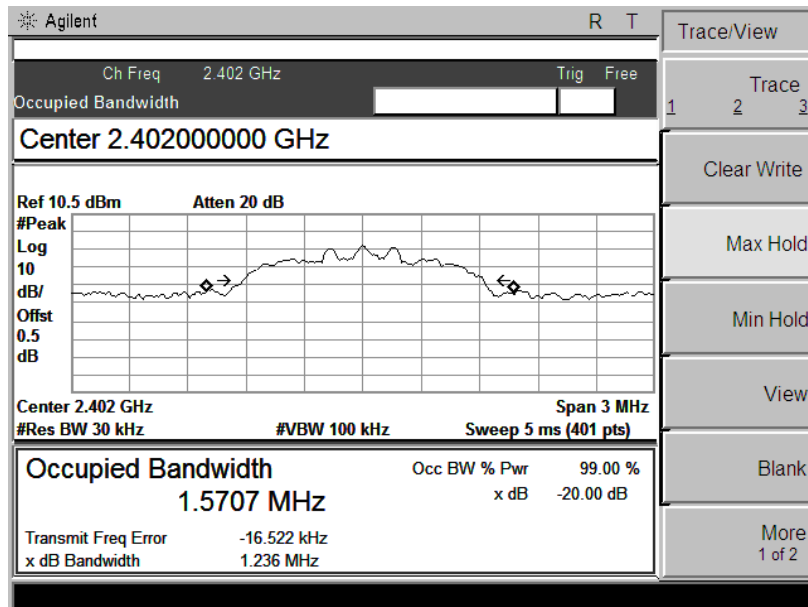 Agilent R T
Trace/View
Ch Freq 2.402 GHz Trig Free
Occupied Bandwidth
Center 2.402000000 GHz
Ref 10.5 dBm Atten 20 dB
#Peak
Log
10
dB/
Offst
0.5
dB
Center 2.402 GHz Span 3 MHz
#Res BW 30 kHz #VBW 100 kHz Sweep 5 ms (401 pts)
Occupied Bandwidth Occ BW % Pwr 99.00 %
1.5707 MHz x dB -20.00 dB
Transmit Freq Error -16.522 kHz
x dB Bandwidth 1.236 MHz
Trace
1 2 3
Clear Write
Max Hold
Min Hold
View
Blank
More
1 of 2